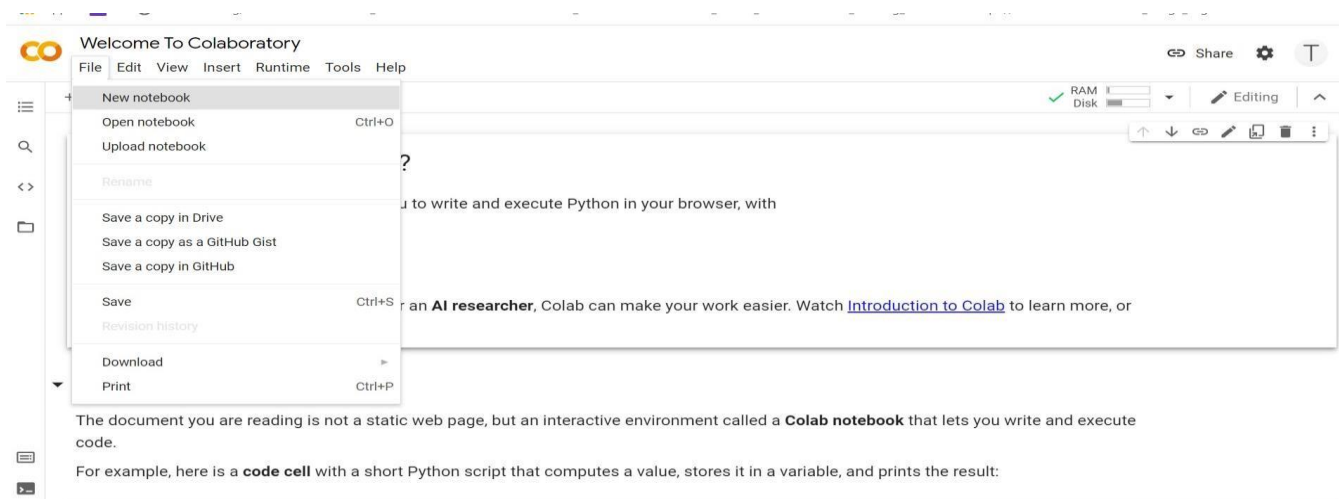 Welcome To Colaboratory
Share
T
File Edit View Insert Runtime Tools Help
RAM
Disk
Editing
New notebook
Open notebook Ctrl+O
Upload notebook
?
Rename
u to write and execute Python in your browser, with
Save a copy in Drive
Save a copy as a GitHub Gist
Save a copy in GitHub
Save Ctrl+S
r an AI researcher, Colab can make your work easier. Watch Introduction to Colab to learn more, or
Revision history
Download
Print Ctrl+P
The document you are reading is not a static web page, but an interactive environment called a Colab notebook that lets you write and execute
code.
For example, here is a code cell with a short Python script that computes a value, stores it in a variable, and prints the result: